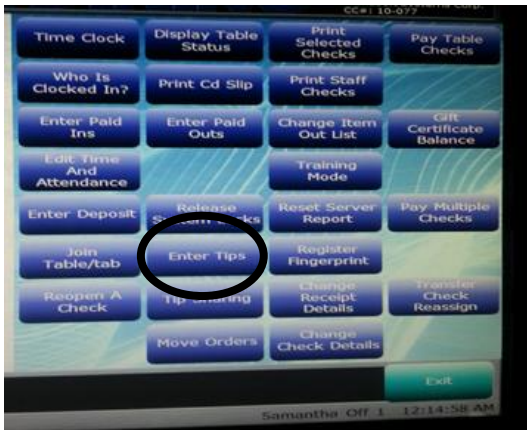 CC#: 10-077
Corp.
Time Clock
Display Table
Status
Print
Selected
Checks
Pay Table
Checks
Who Is
Clocked In?
Print Cd Slip
Print Staff
Checks
Enter Paid
Ins
Enter Paid
Outs
Change Item
Out List
Gift
Certificate
Balance
Edit Time
And
Attendance
Training
Mode
Enter Deposit
Release
System Locks
Reset Server
Report
Pay Multiple
Checks
Join
Table/tab
Enter Tips
Register
Fingerprint
Reopen A
Check
Tip Sharing
Change
Receipt
Details
Transfer
Check
Reassign
Move Orders
Change
Check Details
Exit
Samantha Off 1 12:14:58 AM